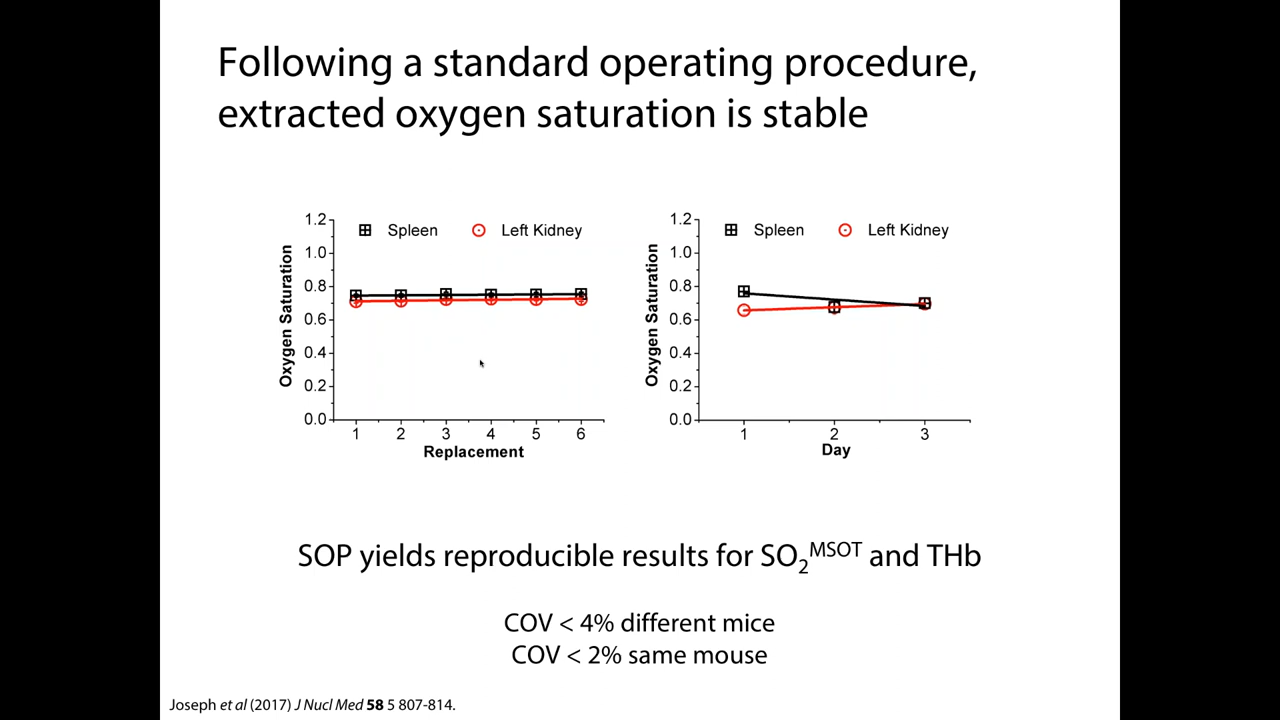 Following a standard operating procedure,
extracted oxygen saturation is stable
1.2
1.0
0.8
0.6
0.4
0.2
0.0
Oxygen Saturation
Spleen Left Kidney
1 2 3 4 5 6
Replacement
1.2
1.0
0.8
0.6
0.4
0.2
0.0
Oxygen Saturation
Spleen Left Kidney
1 2 3
Day
SOP yields reproducible results for SO₂ᴹˢᴼᵀ and THb
COV < 4% different mice
COV < 2% same mouse
Joseph et al (2017) J Nucl Med 58 5 807-814.